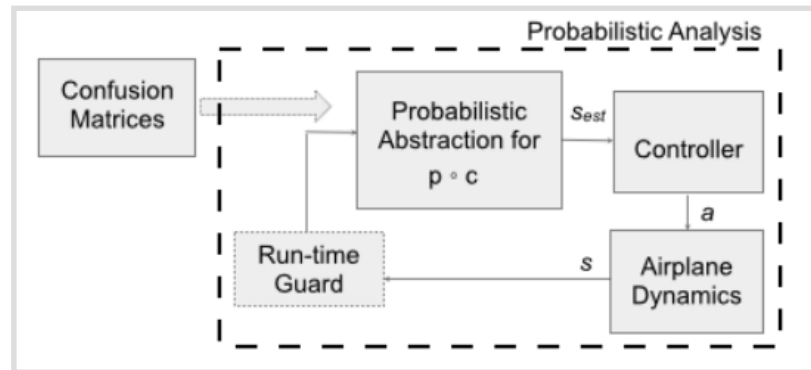 Probabilistic Analysis
Confusion
Matrices
Probabilistic
Abstraction for
p ∘ c
s_est
Controller
a
Run-time
Guard
s
Airplane
Dynamics